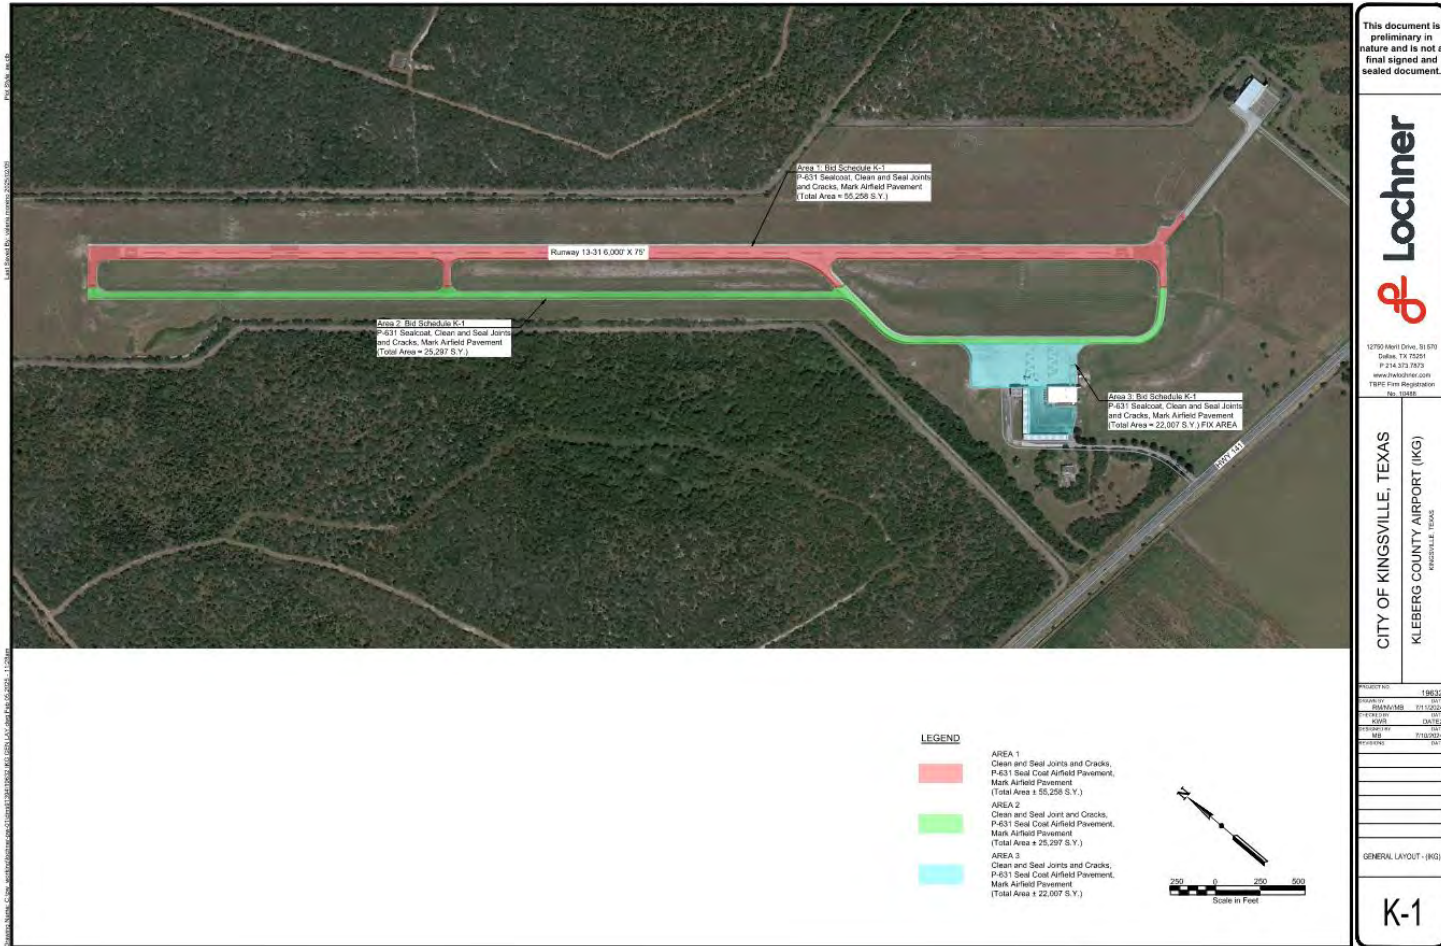 Area 1: Bid Schedule K-1
P-631 Sealcoat, Clean and Seal Joints
and Cracks, Mark Airfield Pavement
(Total Area = 55,258 S.Y.)
Runway 13-31 6,000' X 75'
Area 2: Bid Schedule K-1
P-631 Sealcoat, Clean and Seal Joints
and Cracks, Mark Airfield Pavement
(Total Area = 25,297 S.Y.)
Area 3: Bid Schedule K-1
P-631 Sealcoat, Clean and Seal Joints
and Cracks, Mark Airfield Pavement
(Total Area = 22,007 S.Y.) FIX AREA
HWY 141
LEGEND
AREA 1
Clean and Seal Joints and Cracks,
P-631 Seal Coat Airfield Pavement,
Mark Airfield Pavement
(Total Area ± 55,258 S.Y.)
AREA 2
Clean and Seal Joint and Cracks,
P-631 Seal Coat Airfield Pavement,
Mark Airfield Pavement
(Total Area ± 25,297 S.Y.)
AREA 3
Clean and Seal Joints and Cracks,
P-631 Seal Coat Airfield Pavement,
Mark Airfield Pavement
(Total Area ± 22,007 S.Y.)
N
250 0 250 500
Scale in Feet
This document is
preliminary in
nature and is not a
final signed and
sealed document.
Lochner
12750 Merit Drive, St 570
Dallas, TX 75251
P 214.373.7873
www.hwlochner.com
TBPE Firm Registration
No. 10488
CITY OF KINGSVILLE, TEXAS
KLEBERG COUNTY AIRPORT (IKG)
KINGSVILLE, TEXAS
PROJECT NO.
19632
DRAWN BY
RM/NV/MB 7/11/2024
CHECKED BY
KWR DATE
DESIGNED BY
MB 7/10/2024
REVISIONS
GENERAL LAYOUT - (IKG)
K-1